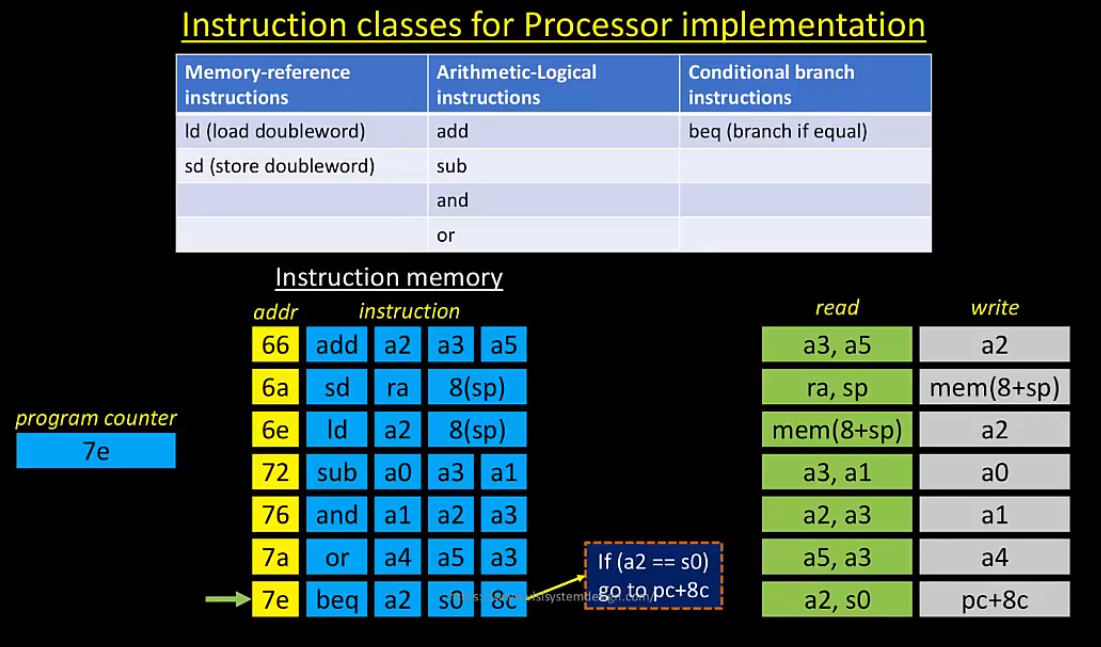 Instruction classes for Processor implementation
Memory-reference instructions
Arithmetic-Logical instructions
Conditional branch instructions
ld (load doubleword) add beq (branch if equal)
sd (store doubleword) sub
and
or
Instruction memory
addr instruction read write
66 add a2 a3 a5 a3, a5 a2
6a sd ra 8(sp) ra, sp mem(8+sp)
program counter
6e ld a2 8(sp) mem(8+sp) a2
7e
72 sub a0 a3 a1 a3, a1 a0
76 and a1 a2 a3 a2, a3 a1
7a or a4 a5 a3 a5, a3 a4
If (a2 == s0)
go to pc+8c
7e beq a2 s0 8c a2, s0 pc+8c